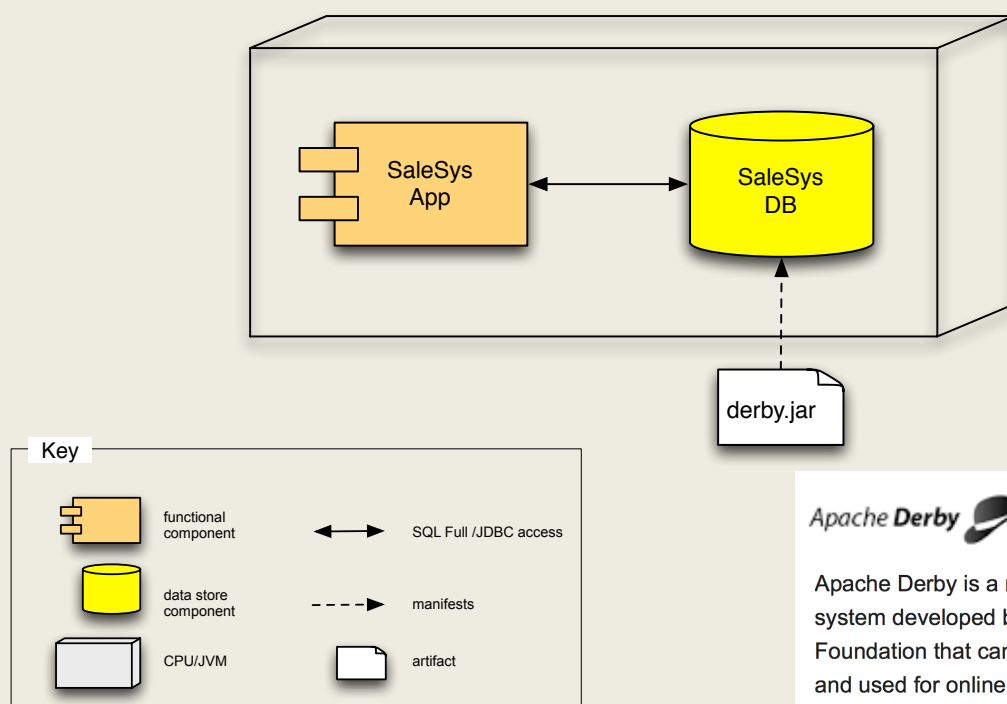 SaleSys
App
SaleSys
DB
derby.jar
Key
functional
component
SQL Full /JDBC access
data store
component
manifests
CPU/JVM
artifact
Apache Derby
Apache Derby is a
system developed
Foundation that
and used for online